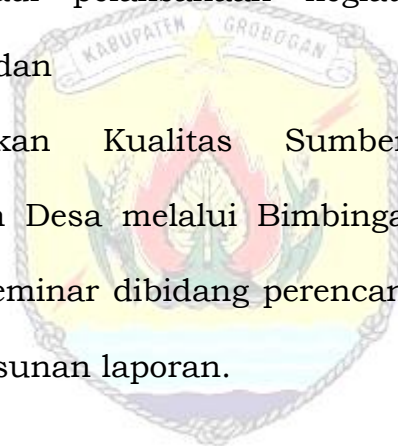 pelaksanaan kegiat
KABUPATEN GROBOGAN
dan
kan Kualitas Sumber
n Desa melalui Bimbinga
eminar dibidang perencan
sunan laporan.